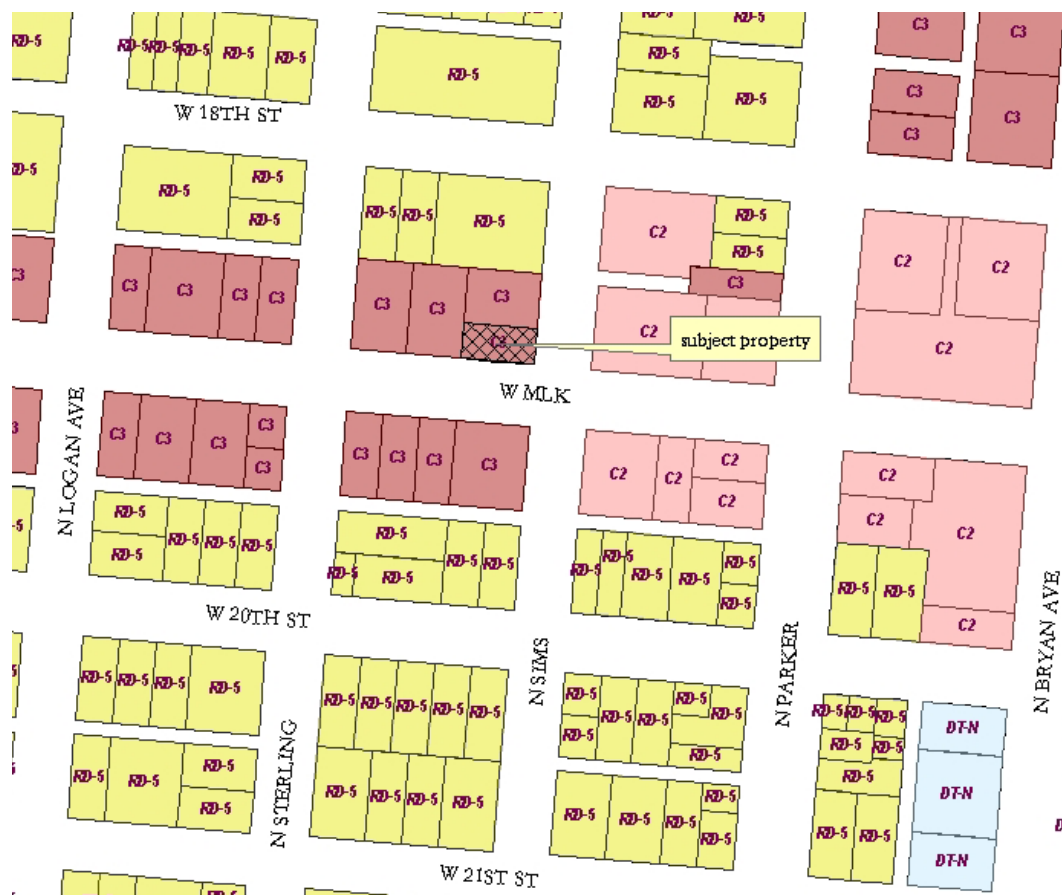 RD-5 RD-5 RD-5 RD-5 RD-5 RD-5 RD-5 C3 C3
RD-5 RD-5 C3
RD-5 RD-5 C3 C3
W 18TH ST
RD-5 RD-5 RD-5
RD-5 RD-5 RD-5 RD-5 RD-5
C2 RD-5 C2 C2
C3 C3 C3 C3 C3 C3 C3 C3 C3
C2 C3 C2
subject property
W MLK
N LOGAN AVE
C3 C3 C3 C3 C3 C3 C3 C3 C3 C2 C2 C2 C2
C3 C2 C2 C2
RD-5 RD-5 RD-5 RD-5 RD-5 RD-5 RD-5 RD-5
RD-5 RD-5 RD-5 RD-5 RD-5 RD-5 RD-5 RD-5 RD-5 RD-5
RD-5
W 20TH ST
C2
N SIMS
N PARKER
N BRYAN AVE
RD-5 RD-5 RD-5 RD-5 RD-5 RD-5 RD-5 RD-5 RD-5 RD-5 RD-5 RD-5 RD-5 RD-5 RD-5 RD-5 RD-5
RD-5 RD-5 RD-5 RD-5 DT-N
N STERLING
RD-5 RD-5 RD-5 RD-5 RD-5 RD-5 RD-5 RD-5 RD-5 DT-N
RD-5 RD-5 RD-5 RD-5 RD-5 RD-5 RD-5 DT-N
W 21ST ST